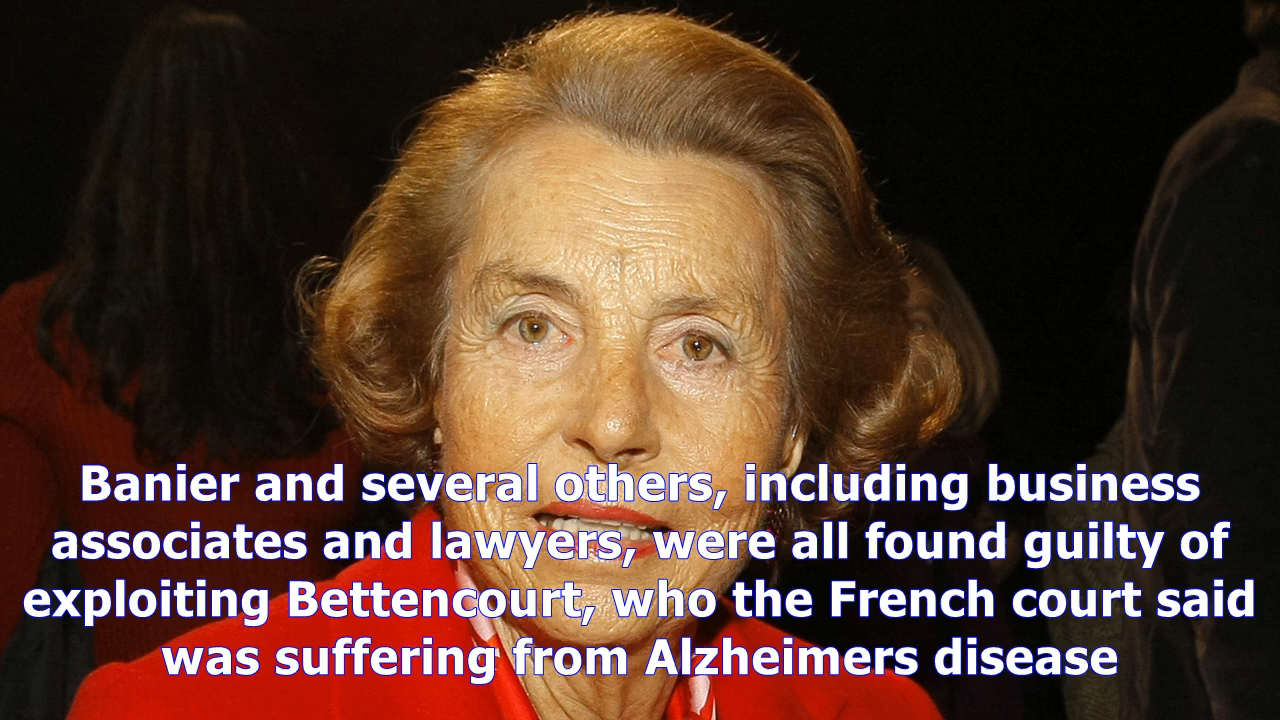 Banier and several others, including business
associates and lawyers, were all found guilty of
exploiting Bettencourt, who the French court said
was suffering from Alzheimers disease